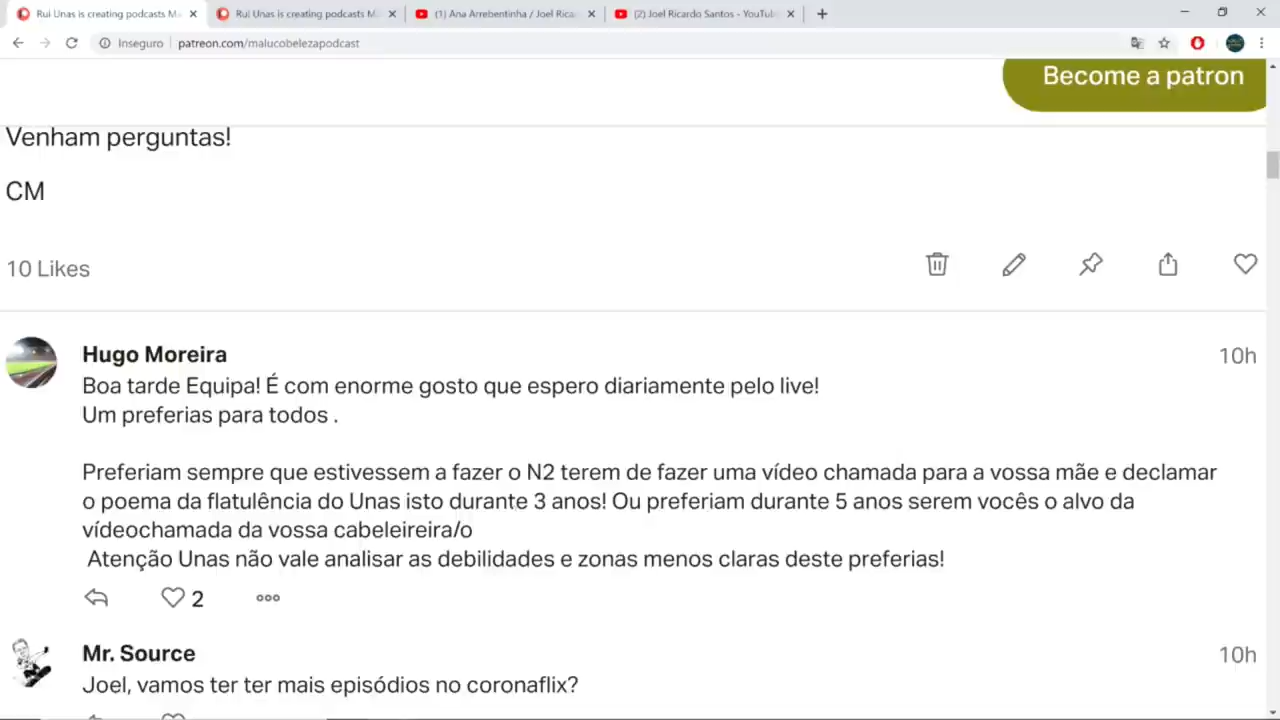 Rui Unas is creating podcasts M
Rui Unas is creating podcasts M
(1) Ana Arrebentinha / Joel Rica
(2) Joel Ricardo Santos - YouTub
Inseguro | patreon.com/malucobelezapodcast
Become a patron
Venham perguntas!
CM
10 Likes
Hugo Moreira
10h
Boa tarde Equipa! É com enorme gosto que espero diariamente pelo live!
Um preferias para todos .
Preferiam sempre que estivessem a fazer o N2 terem de fazer uma vídeo chamada para a vossa mãe e declamar
o poema da flatulência do Unas isto durante 3 anos! Ou preferiam durante 5 anos serem vocês o alvo da
vídeochamada da vossa cabeleireira/o
Atenção Unas não vale analisar as debilidades e zonas menos claras deste preferias!
2
Mr. Source
10h
Joel, vamos ter ter mais episódios no coronaflix?